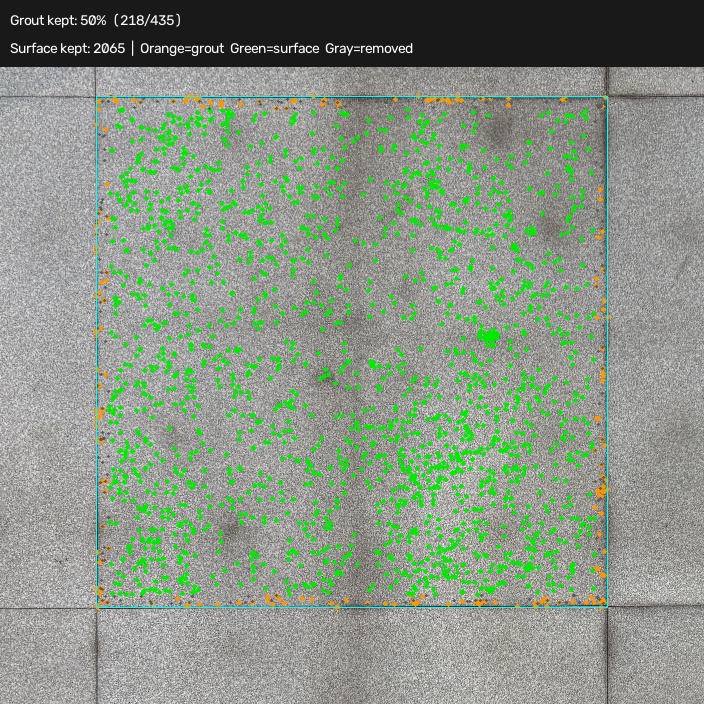 Grout kept: 50% (218/435)
Surface kept: 2065 | Orange=grout Green=surface Gray=removed